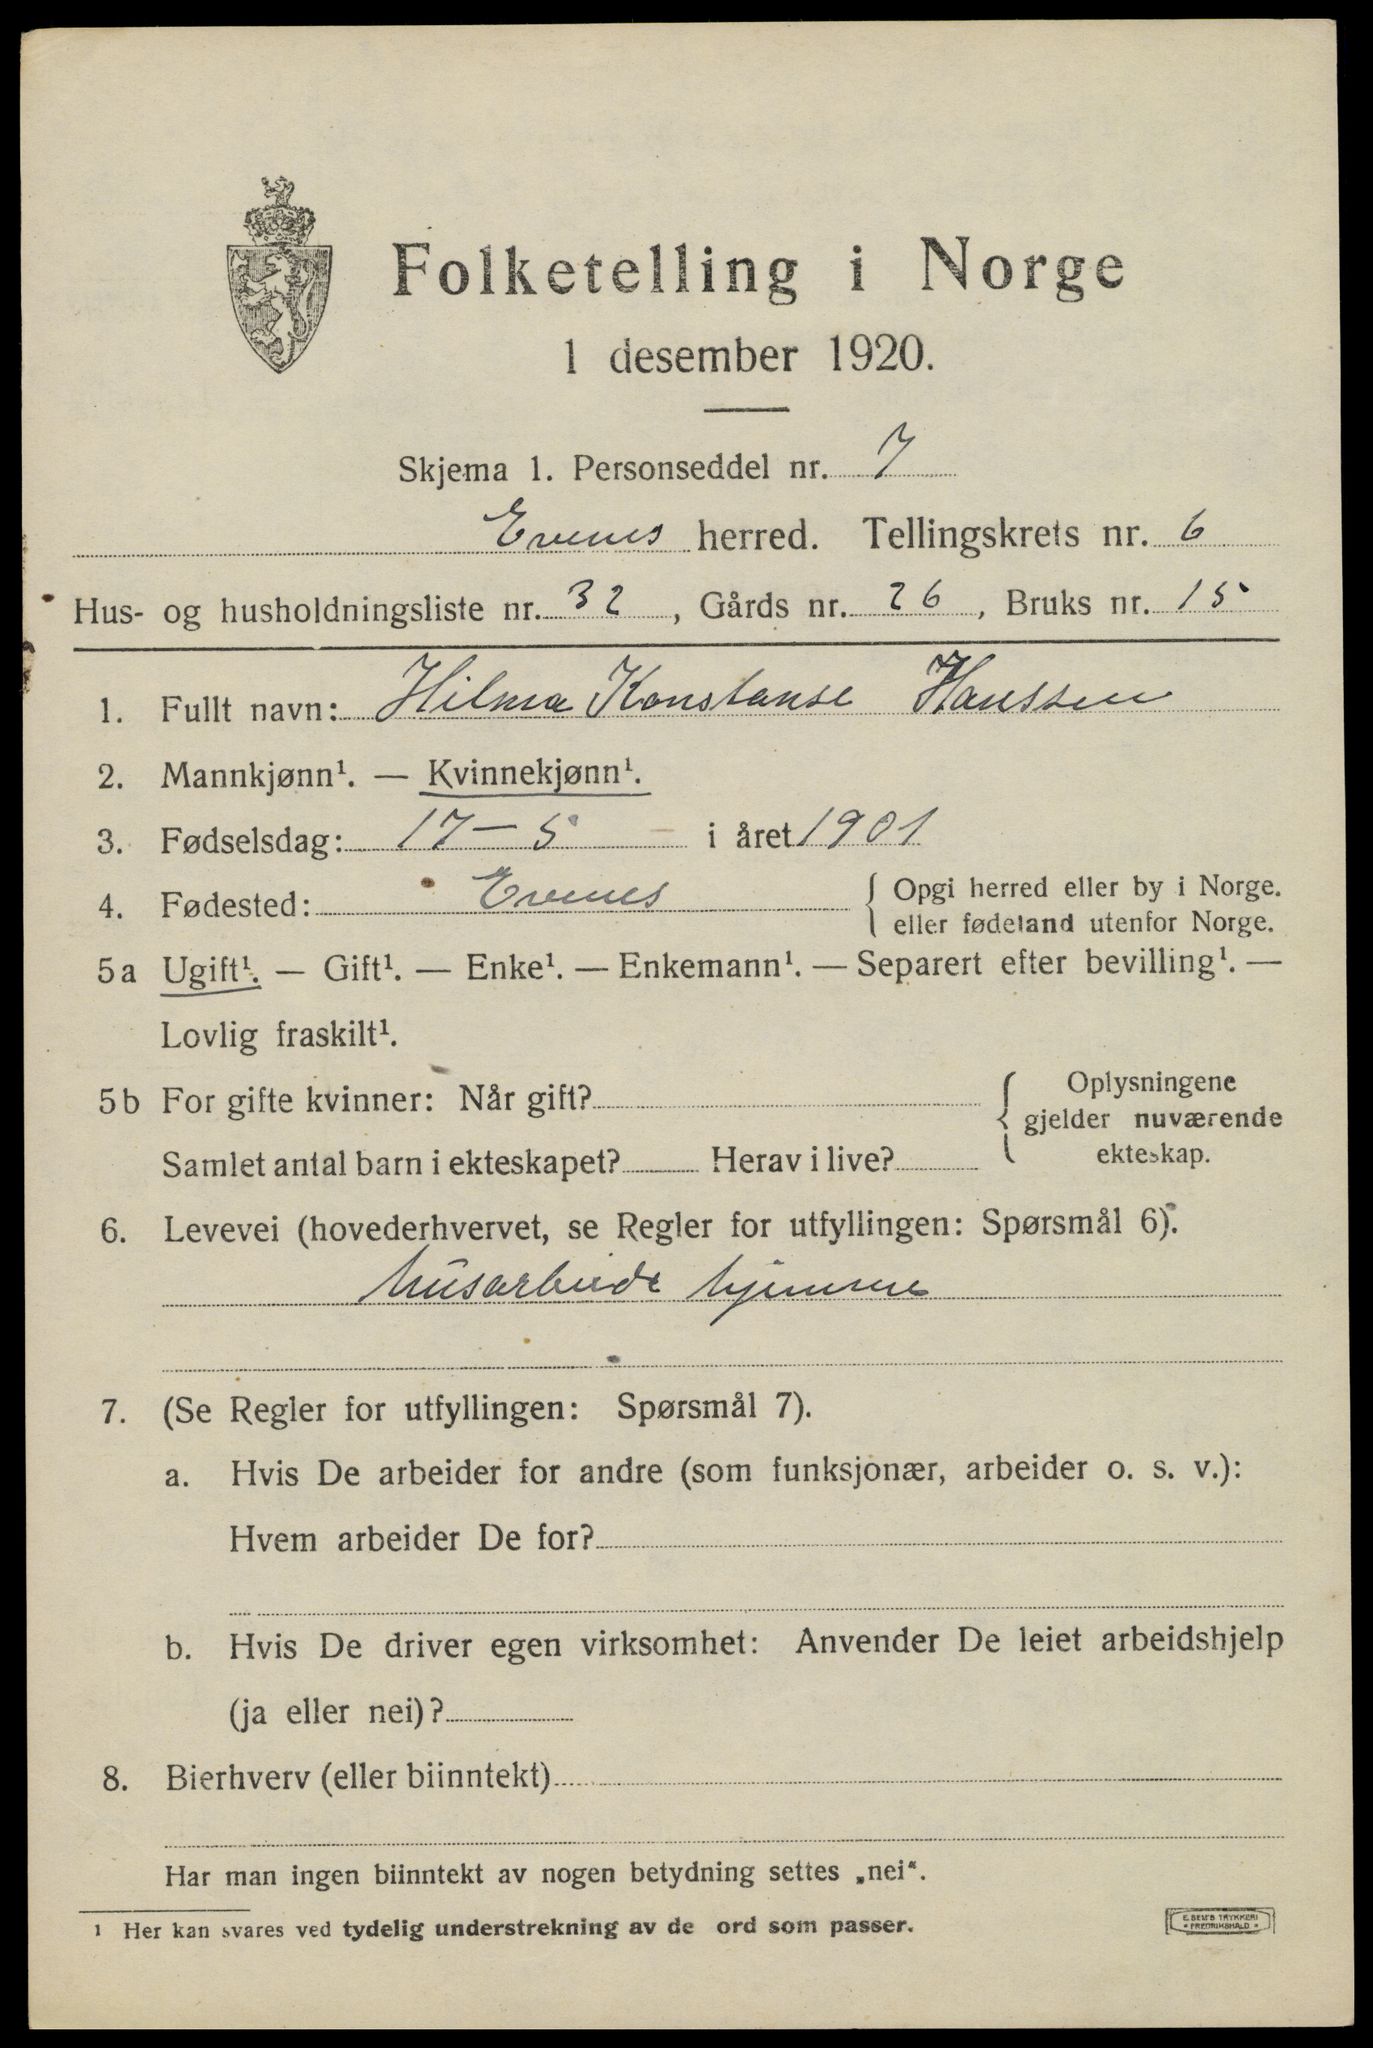 Folketelling i Norge
1 desember 1920.
Skjema 1. Personseddel nr. 7
Evenes herred. Tellingskrets nr. 6
Hus- og husholdningsliste nr. 32, Gårds nr. 26, Bruks nr. 15
1. Fullt navn: Hilma Konstanse Hanssen
2. Mannkjønn¹. — Kvinnekjønn¹.
3. Fødselsdag: 17-5 i året 1901
4. Fødested: Evenes { Opgi herred eller by i Norge.
eller fødeland utenfor Norge.
5a Ugift¹. — Gift¹. — Enke¹. — Enkemann¹. — Separert efter bevilling¹. —
Lovlig fraskilt¹.
5b For gifte kvinner: Når gift? { Oplysningene
gjelder nuværende
Samlet antal barn i ekteskapet? Herav i live? ekteskap.
6. Levevei (hovederhvervet, se Regler for utfyllingen: Spørsmål 6).
husarbeide hjemme
7. (Se Regler for utfyllingen: Spørsmål 7).
a. Hvis De arbeider for andre (som funksjonær, arbeider o. s. v.):
Hvem arbeider De for?
b. Hvis De driver egen virksomhet: Anvender De leiet arbeidshjelp
(ja eller nei)?
8. Bierhverv (eller biinntekt)
Har man ingen biinntekt av nogen betydning settes „nei".
1 Her kan svares ved tydelig understrekning av de ord som passer.
E. SEM'S TRYKKERI
FREDRIKSHALD